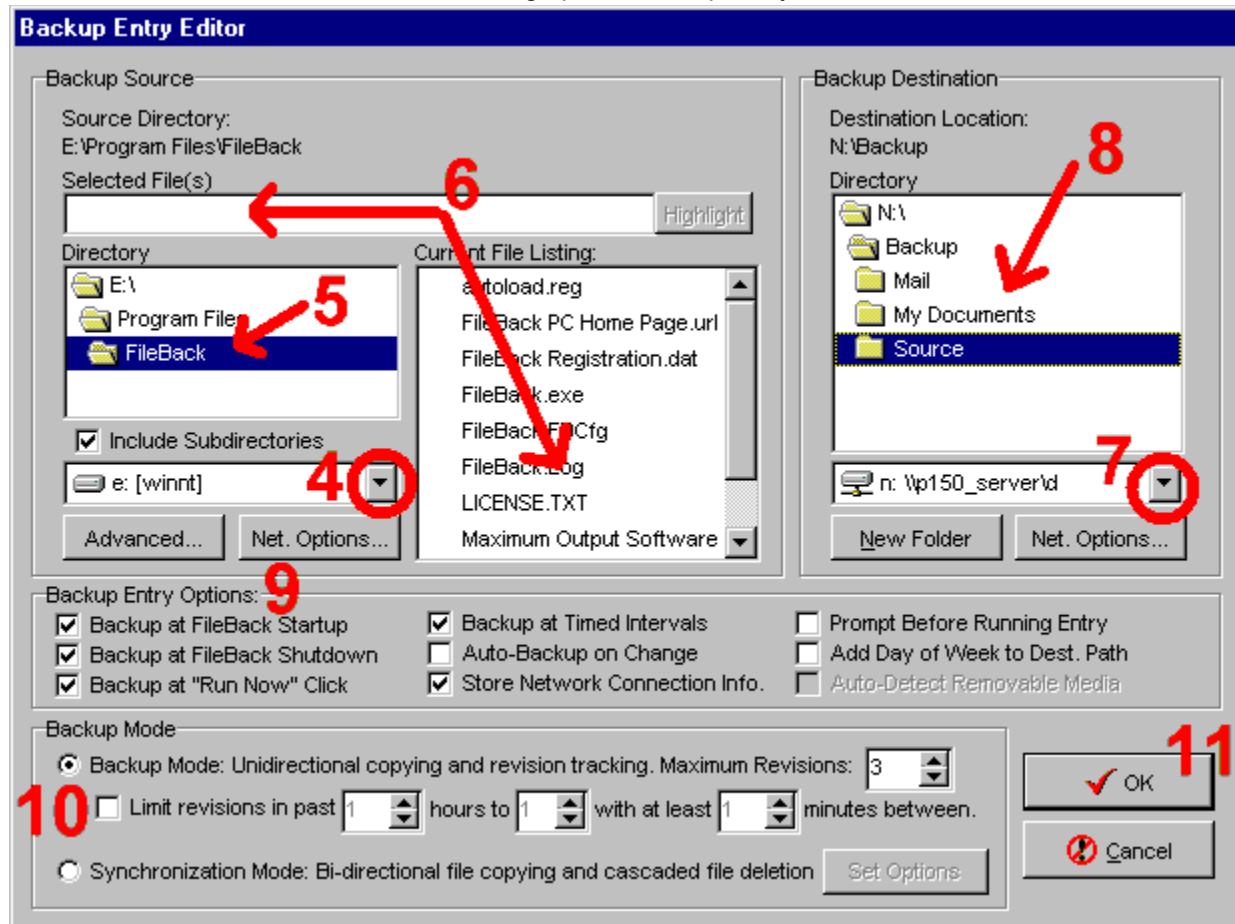 Backup Entry Editor
Backup Source
Source Directory:
E:\Program Files\FileBack
Selected File(s)
6
Highlight
Directory
E:\
Program Files
5
FileBack
Include Subdirectories
e: [winnt]
4
Advanced...
Net. Options...
Current File Listing:
autoload.reg
FileBack PC Home Page.url
FileBack Registration.dat
FileBack.exe
FileBack
FileBack.Log
LICENSE.TXT
Maximum Output Software
Backup Destination
Destination Location:
N:\Backup
8
Directory
N:\
Backup
Mail
My Documents
Source
7
n: \\p150_server\d
New Folder
Net. Options...
Backup Entry Options:
9
Backup at FileBack Startup
Backup at Timed Intervals
Prompt Before Running Entry
Backup at FileBack Shutdown
Auto-Backup on Change
Add Day of Week to Dest. Path
Backup at "Run Now" Click
Store Network Connection Info.
Auto-Detect Removable Media
Backup Mode
Backup Mode: Unidirectional copying and revision tracking. Maximum Revisions: 3
10
Limit revisions in past 1 hours to 1 with at least 1 minutes between.
Synchronization Mode: Bi-directional file copying and cascaded file deletion
Set Options
11
OK
Cancel